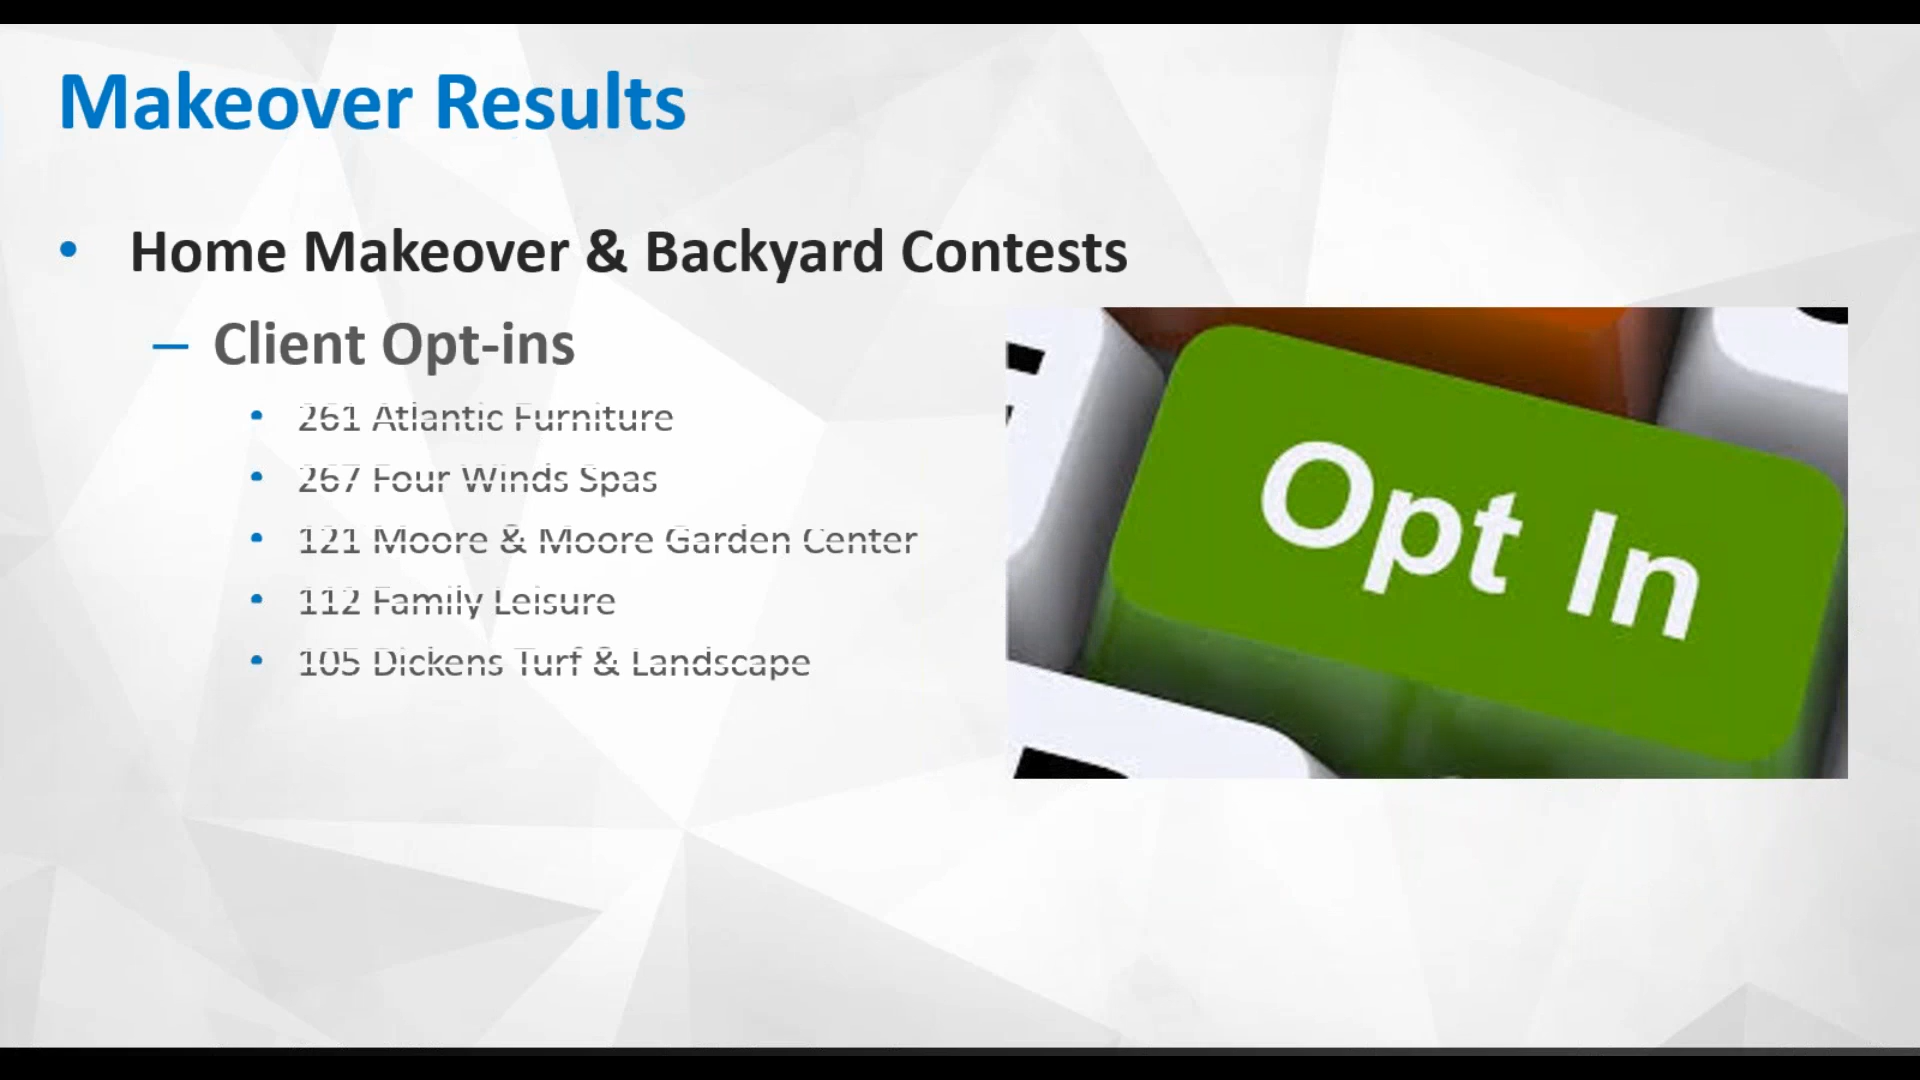 Makeover Results
• Home Makeover & Backyard Contests
– Client Opt-ins
• 261 Atlantic Furniture
• 267 Four Winds Spas
• 121 Moore & Moore Garden Center
• 112 Family Leisure
• 105 Dickens Turf & Landscape
Opt In